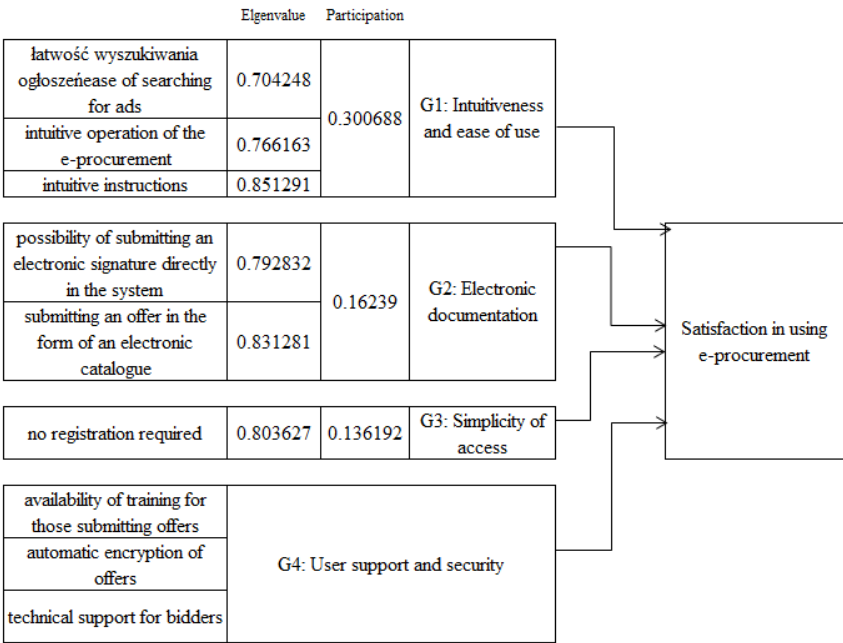 Elgenvalue Participation
łatwość wyszukiwania
ogłoszeńease of searching
for ads
0.704248
intuitive operation of the
e-procurement
0.766163
intuitive instructions
0.851291
0.300688
G1: Intuitiveness
and ease of use
possibility of submitting an
electronic signature directly
in the system
0.792832
submitting an offer in the
form of an electronic
catalogue
0.831281
0.16239
G2: Electronic
documentation
no registration required
0.803627
0.136192
G3: Simplicity of
access
availability of training for
those submitting offers
automatic encryption of
offers
technical support for bidders
G4: User support and security
Satisfaction in using
e-procurement